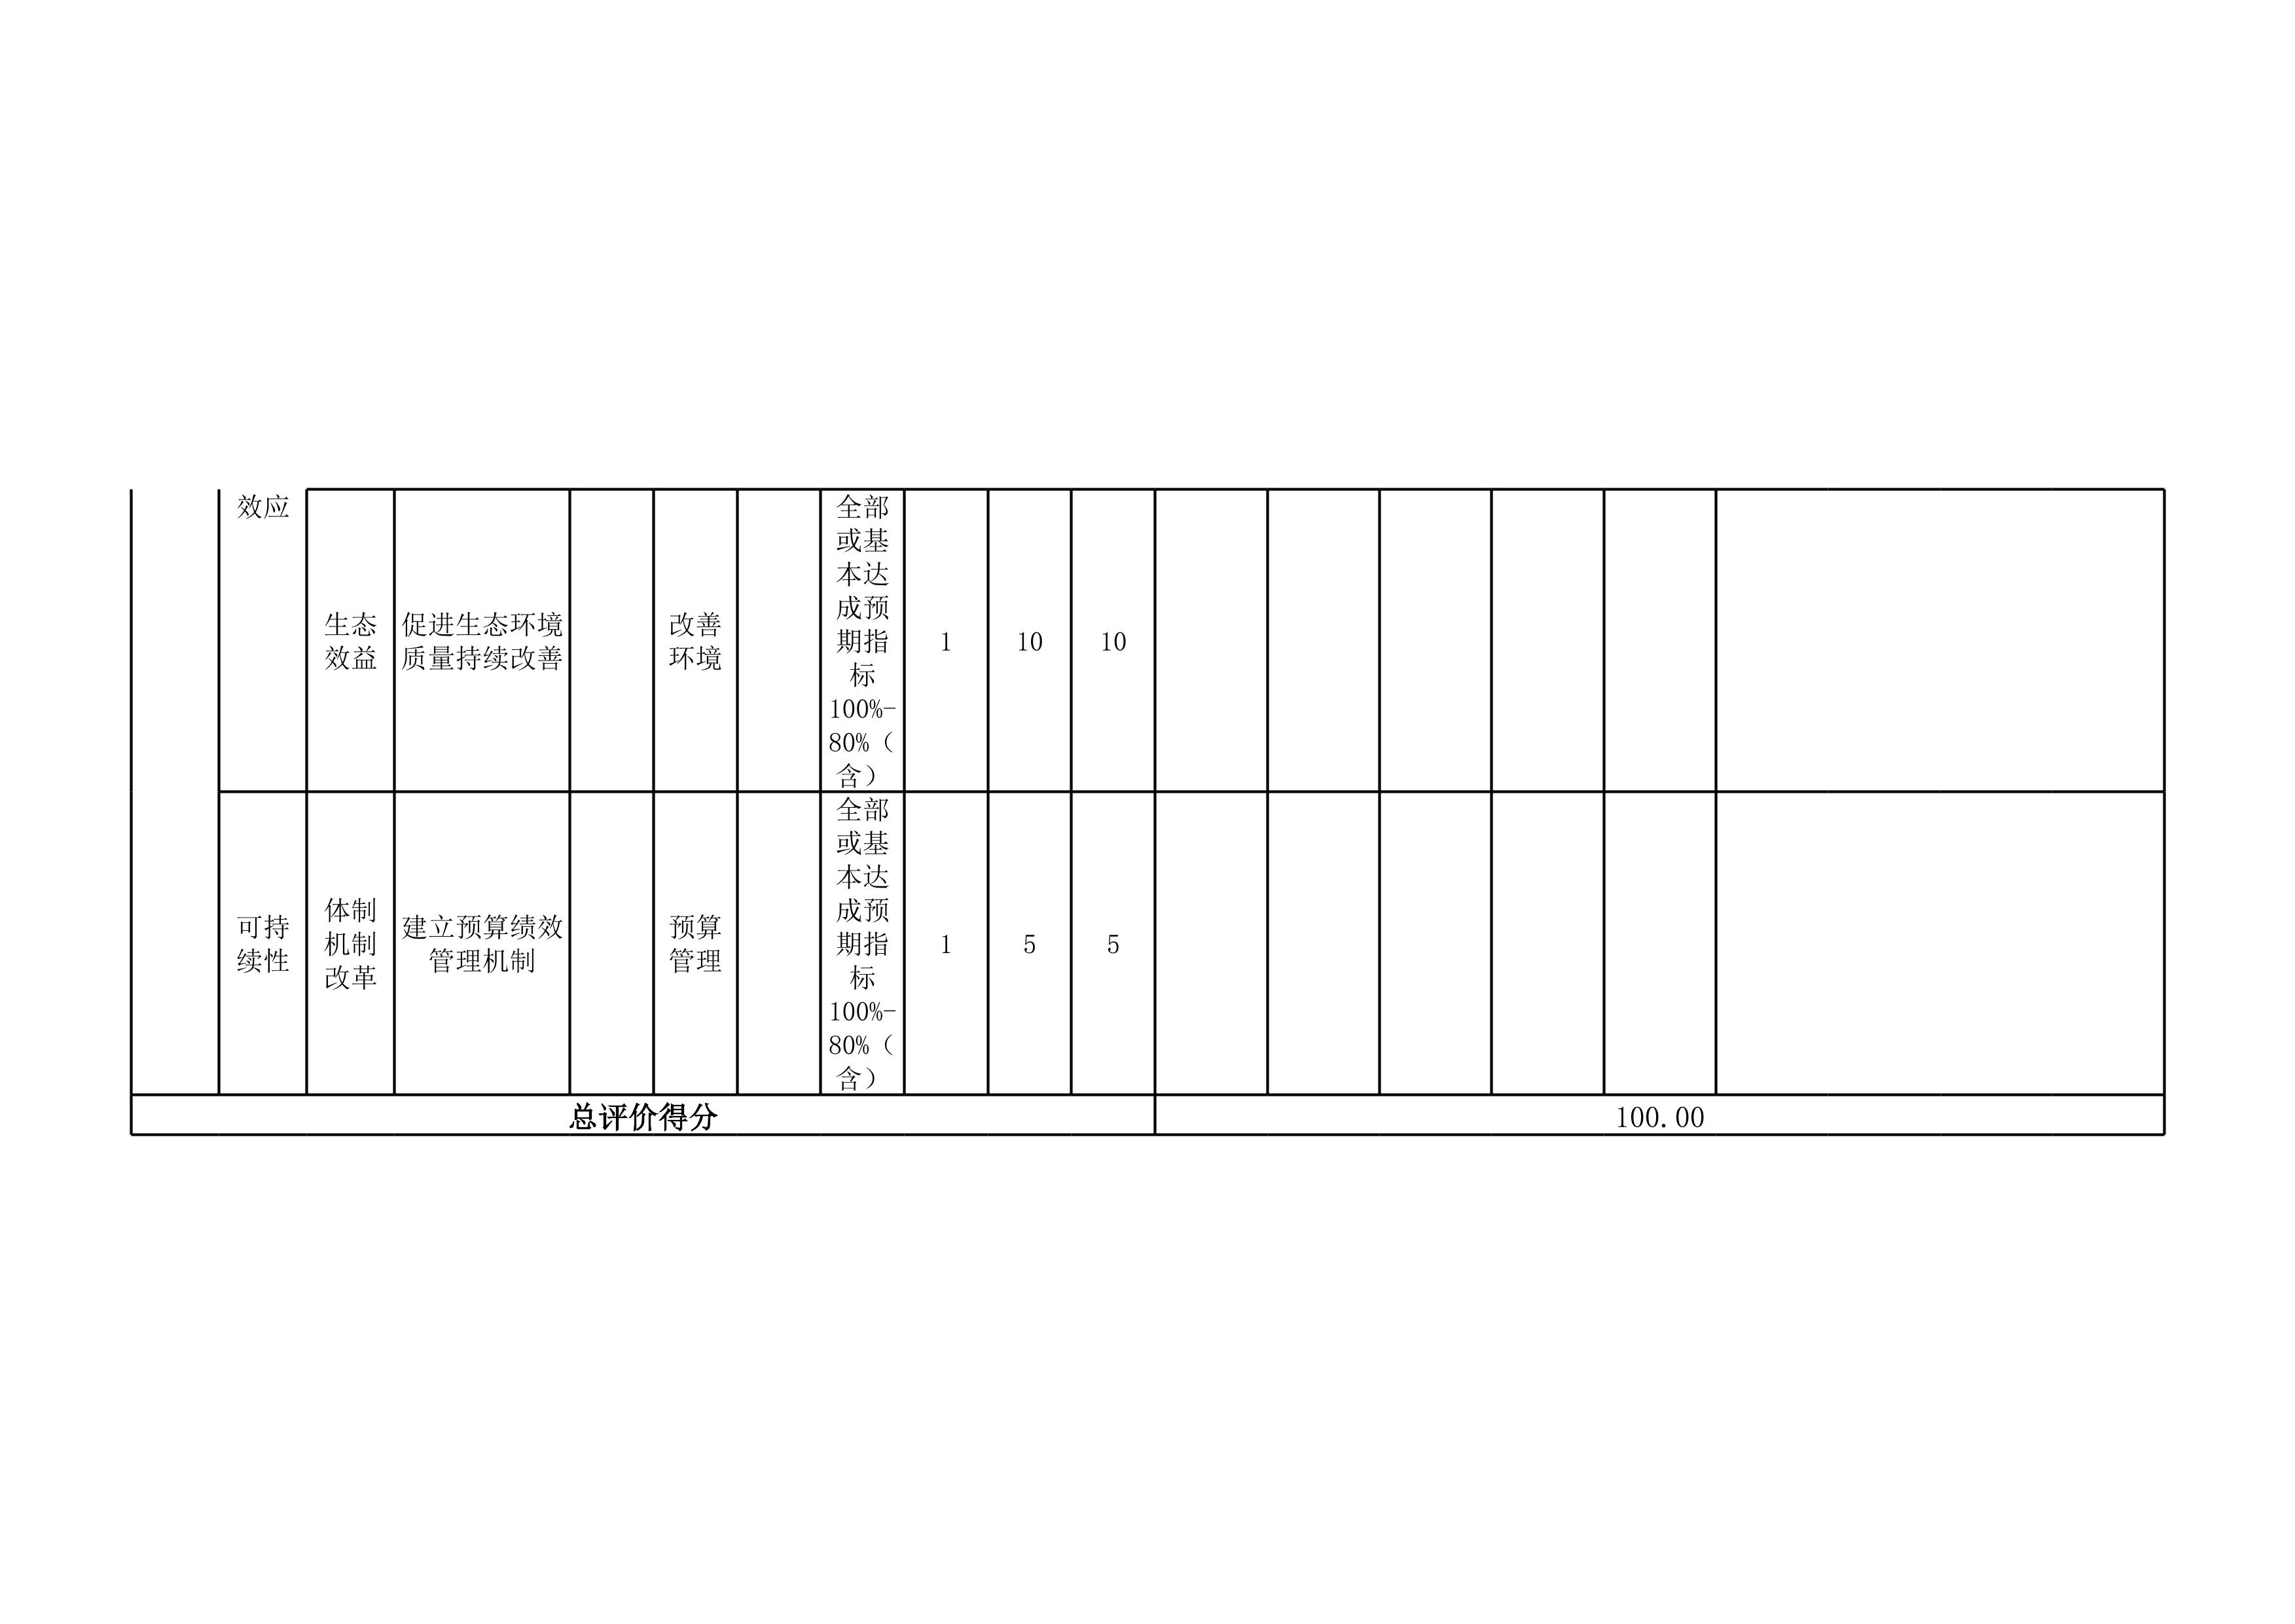 效应
生态
效益
促进生态环境
质量持续改善
改善
环境
全部
或基
本达
成预
期指
标
100%-
80%（
含）
1
10
10
可持
续性
体制
机制
改革
建立预算绩效
管理机制
预算
管理
全部
或基
本达
成预
期指
标
100%-
80%（
含）
1
5
5
总评价得分
100.00